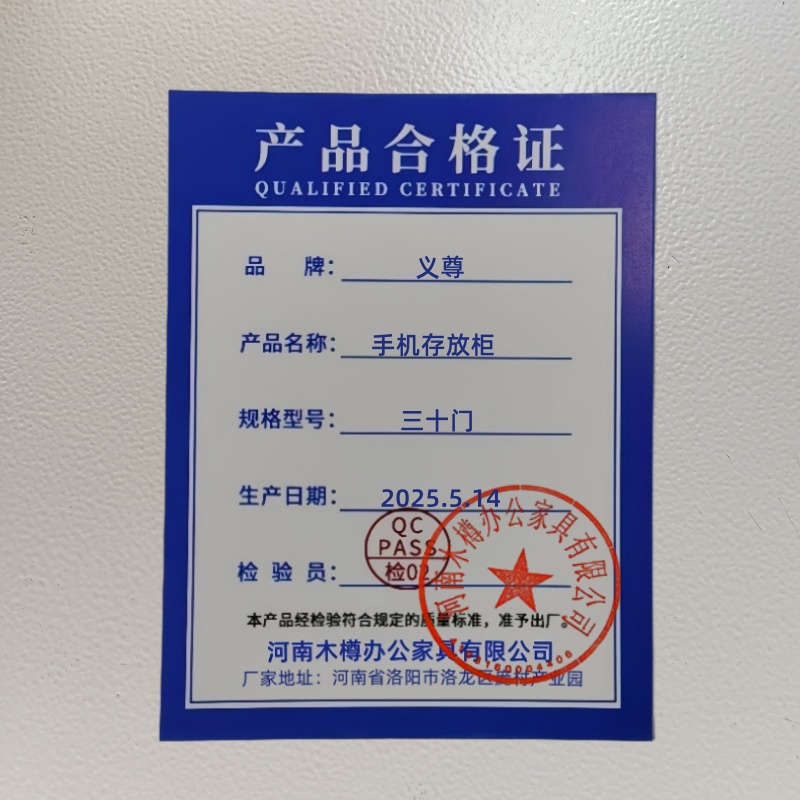 产品合格证
QUALIFIED CERTIFICATE
品 牌： 义尊
产品名称： 手机存放柜
规格型号： 三十门
生产日期： 2025.5.14
检 验 员：
QC
PASS
检02
河南木樽办公家具有限公司
本产品经检验符合规定的质量标准，准予出厂。
河南木樽办公家具有限公司
厂家地址：河南省洛阳市洛龙区庞村产业园